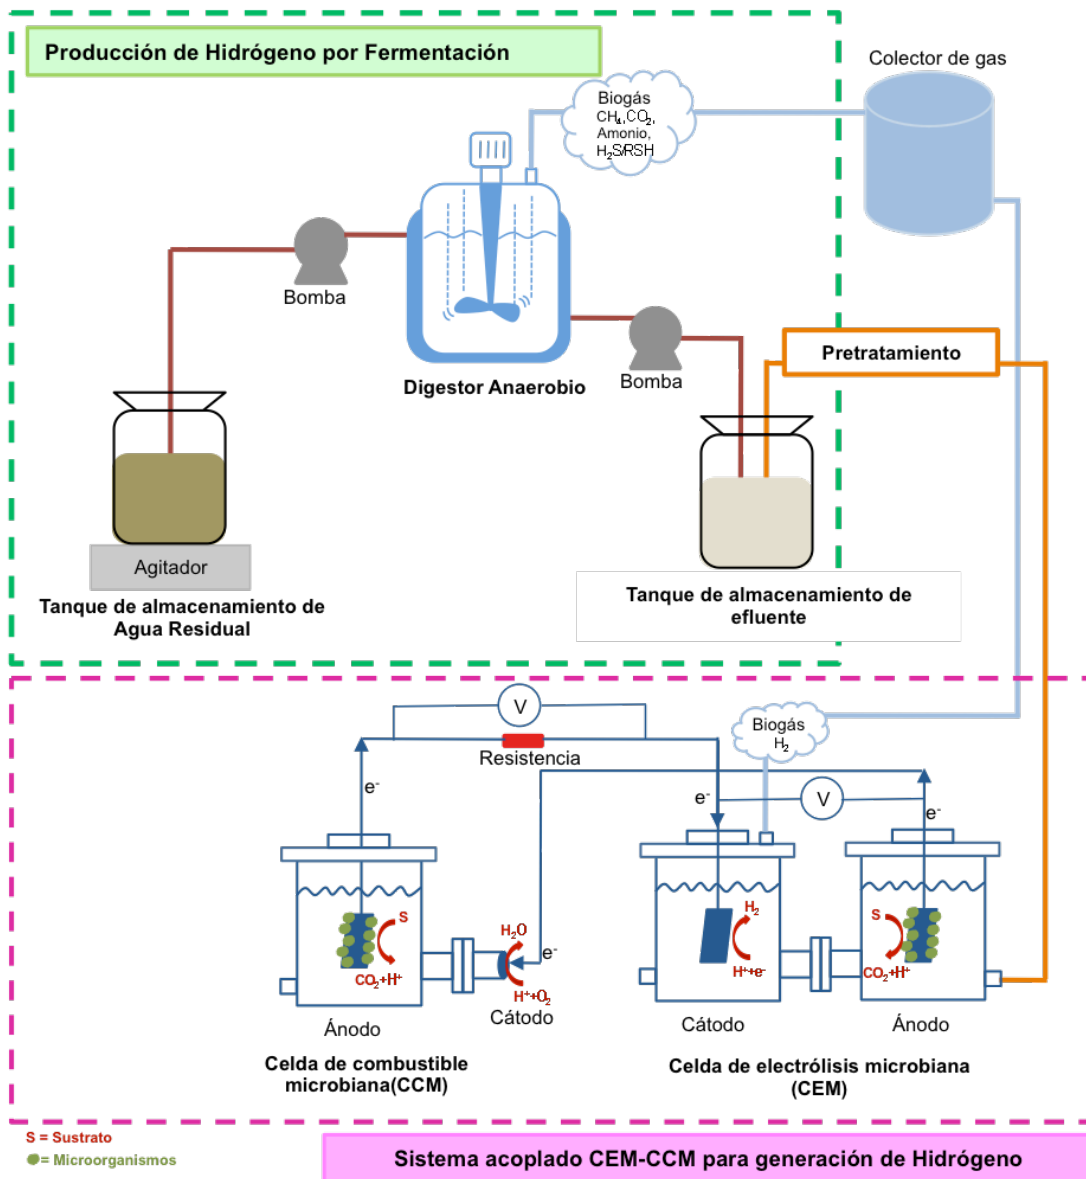 Producción de Hidrógeno por Fermentación
Colector de gas
Biogás
CH₄,CO₂,
Amonio,
H₂S/RSH
Bomba
Digestor Anaerobio
Bomba
Pretratamiento
Agitador
Tanque de almacenamiento de
Agua Residual
Tanque de almacenamiento de
efluente
V
Resistencia
Biogás
H₂
e⁻
e⁻
V
e⁻
S
CO₂+H⁺
H₂O
e⁻
H⁺+O₂
H₂
H⁺+e⁻
S
CO₂+H⁺
Ánodo
Cátodo
Cátodo
Ánodo
Celda de combustible
microbiana(CCM)
Celda de electrólisis microbiana
(CEM)
S = Sustrato
= Microorganismos
Sistema acoplado CEM-CCM para generación de Hidrógeno